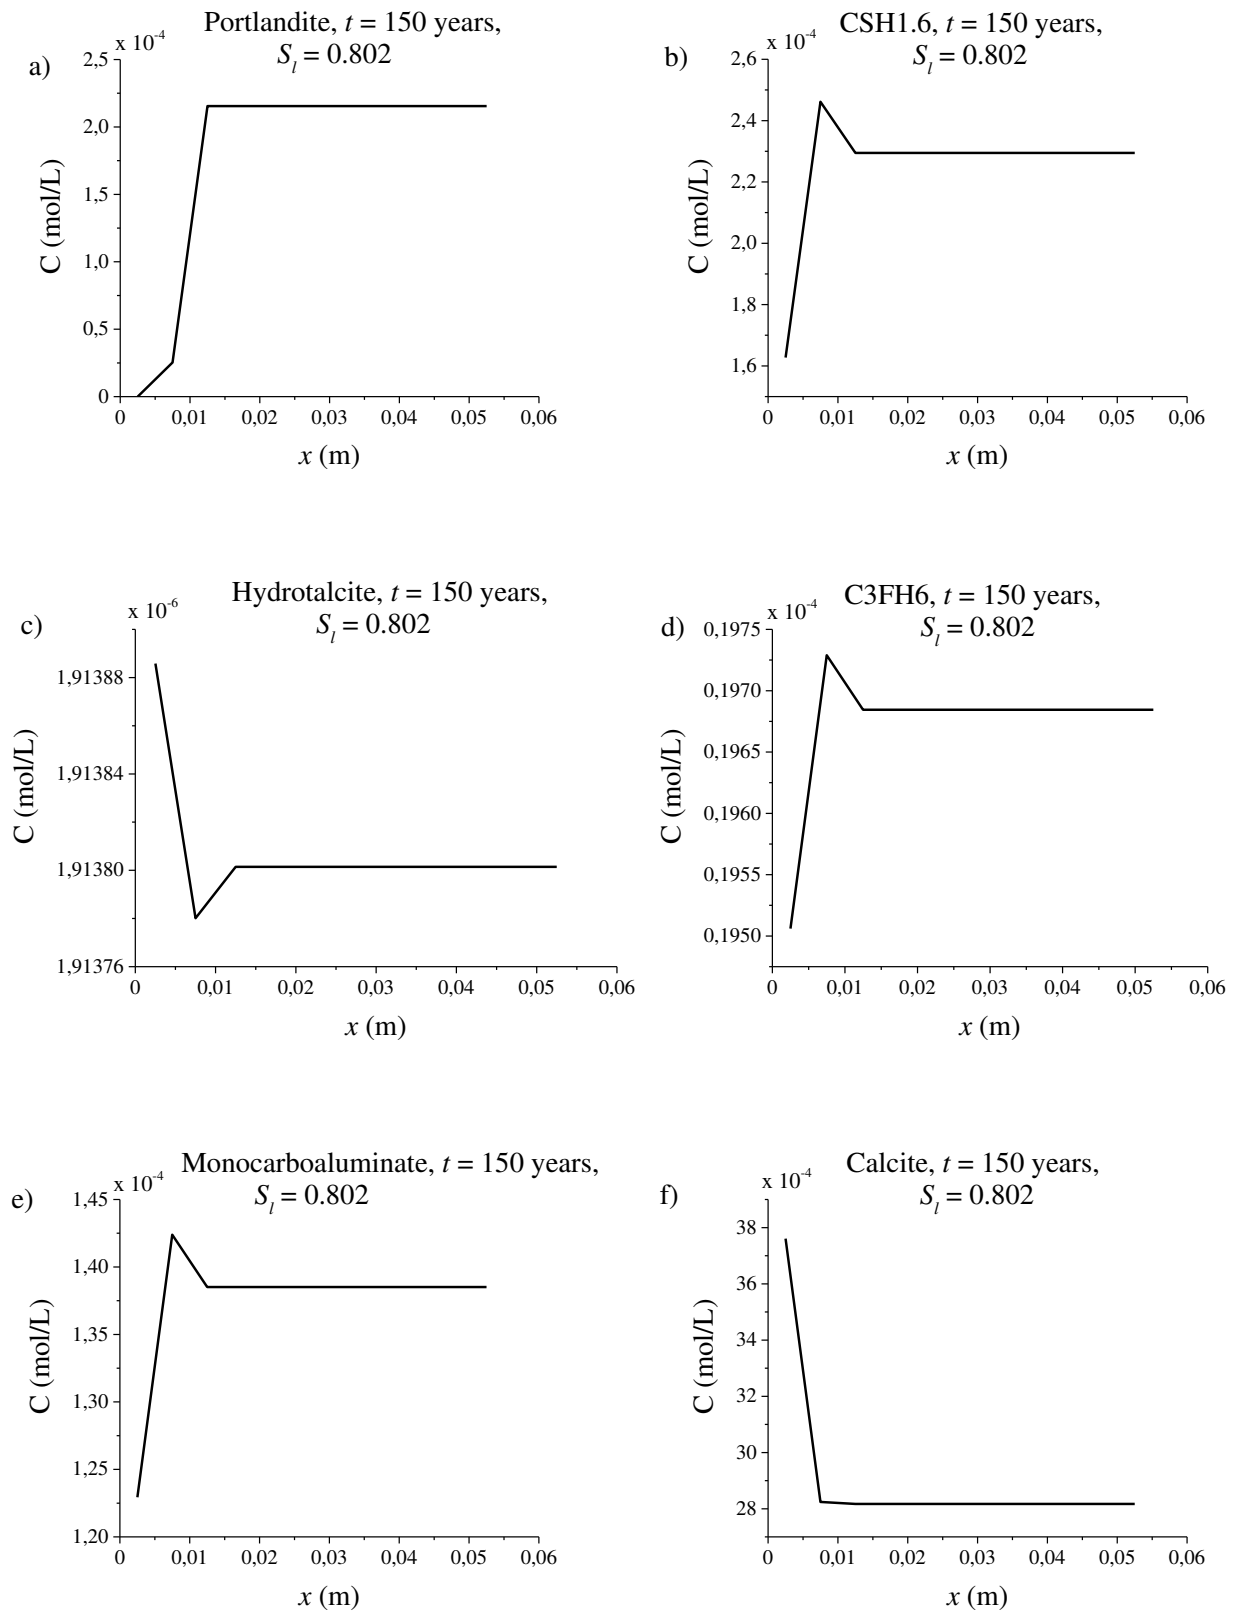 a)
Portlandite, t = 150 years,
S_l = 0.802
x 10^-4
2,5
2,0
1,5
1,0
0,5
0
C (mol/L)
0 0,01 0,02 0,03 0,04 0,05 0,06
x (m)
b)
CSH1.6, t = 150 years,
S_l = 0.802
x 10^-4
2,6
2,4
2,2
2,0
1,8
1,6
C (mol/L)
0 0,01 0,02 0,03 0,04 0,05 0,06
x (m)
c)
Hydrotalcite, t = 150 years,
S_l = 0.802
x 10^-6
1,91388
1,91384
1,91380
1,91376
C (mol/L)
0 0,01 0,02 0,03 0,04 0,05 0,06
x (m)
d)
C3FH6, t = 150 years,
S_l = 0.802
x 10^-4
0,1975
0,1970
0,1965
0,1960
0,1955
0,1950
C (mol/L)
0 0,01 0,02 0,03 0,04 0,05 0,06
x (m)
e)
Monocarboaluminate, t = 150 years,
S_l = 0.802
x 10^-4
1,45
1,40
1,35
1,30
1,25
1,20
C (mol/L)
0 0,01 0,02 0,03 0,04 0,05 0,06
x (m)
f)
Calcite, t = 150 years,
S_l = 0.802
x 10^-4
38
36
34
32
30
28
C (mol/L)
0 0,01 0,02 0,03 0,04 0,05 0,06
x (m)